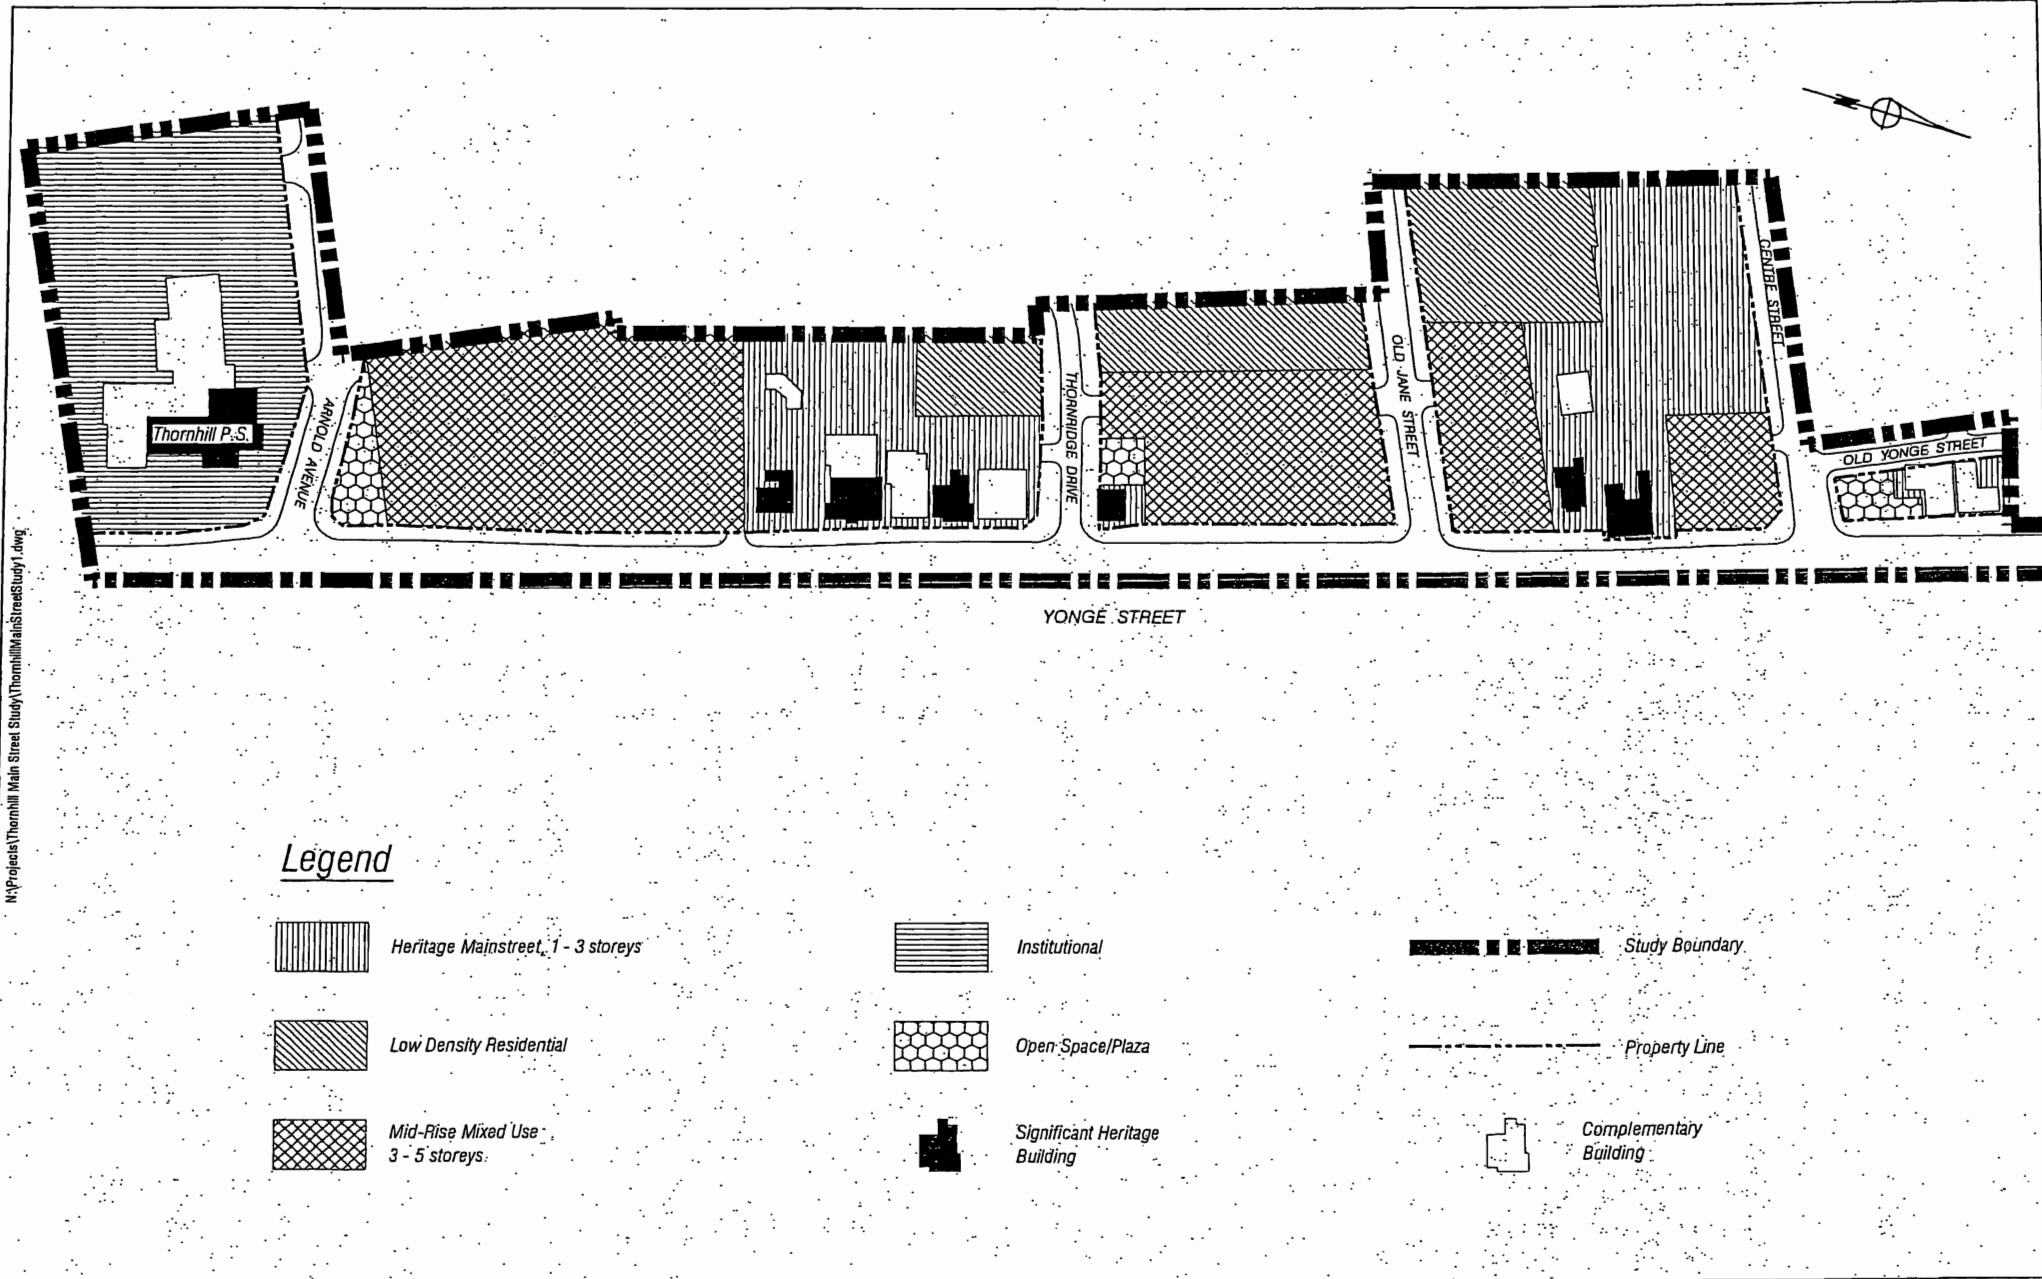 CENTRE STREET
OLD JANE STREET
THORNRIDGE DRIVE
ARNOLD AVENUE
Thornhill P.S.
OLD YONGE STREET
YONGE STREET
N:\Projects\Thornhill Main Street Study\ThornhillMainStreetStudy1.dwg
Legend
Heritage Mainstreet, 1 - 3 storeys
Institutional
Study Boundary
Low Density Residential
Open Space/Plaza
Property Line
Mid-Rise Mixed Use
3 - 5 storeys
Significant Heritage
Building
Complementary
Building